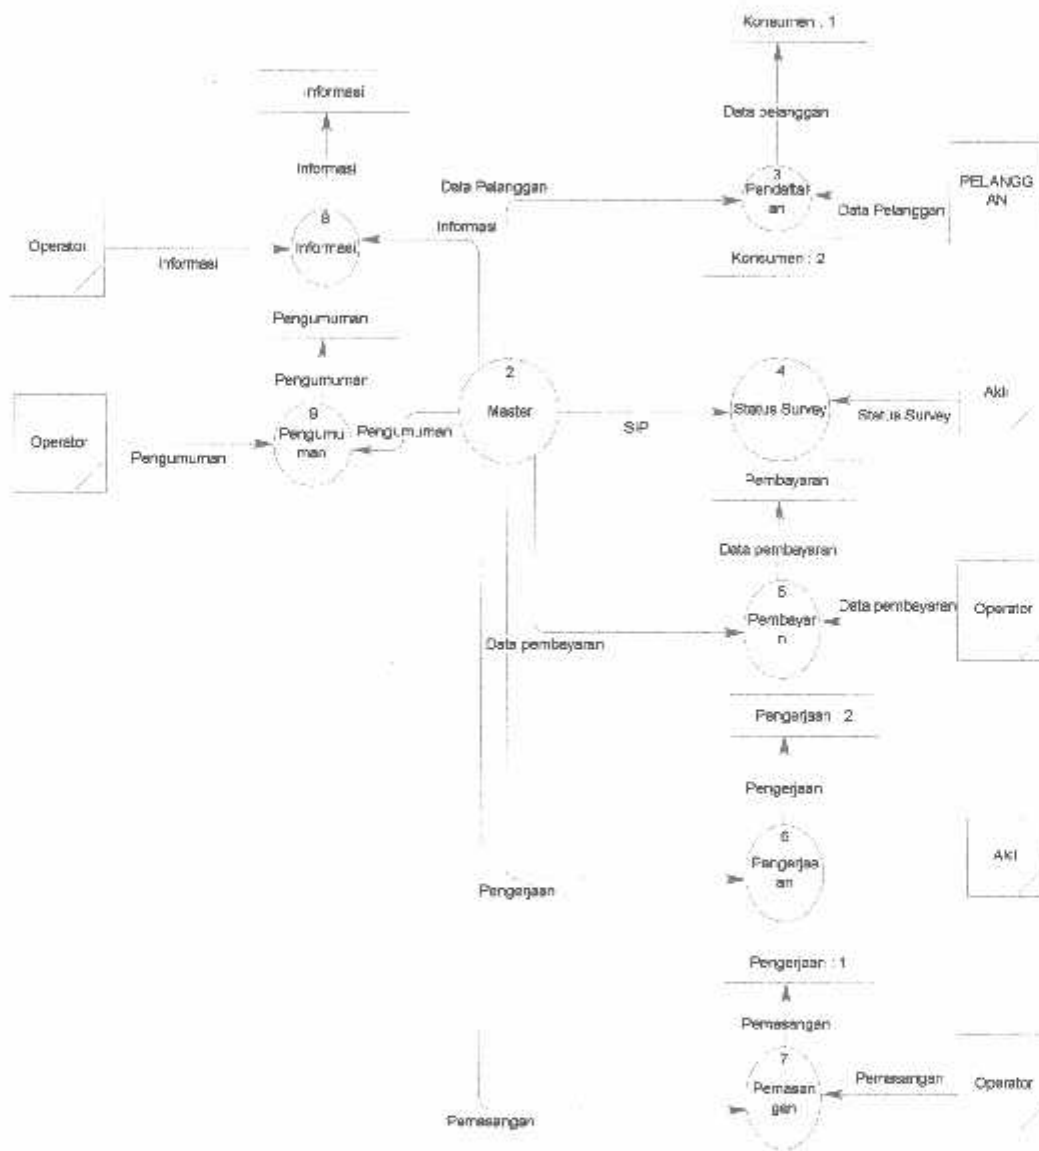 Konsumen : 1
Informasi
Data pelanggan
Informasi
3
Pendaftar
an
Data Pelanggan
PELANGG
AN
Data Pelanggan
8
Informasi
Informasi
Operator
Informasi
Konsumen : 2
Pengumuman
2
Master
4
Status Survey
Akli
Status Survey
SIP
Pengumuman
9
Pengumu
man
Pengumuman
Operator
Pengumuman
Pembayaran
Data pembayaran
5
Pembayar
n
Data pembayaran
Operator
Data pembayaran
Pengerjaan : 2
Pengerjaan
6
Pengerjaa
an
Akli
Pengerjaan
Pengerjaan : 1
Pemasangan
7
Pemasan
gan
Pemasangan
Operator
Pemasangan